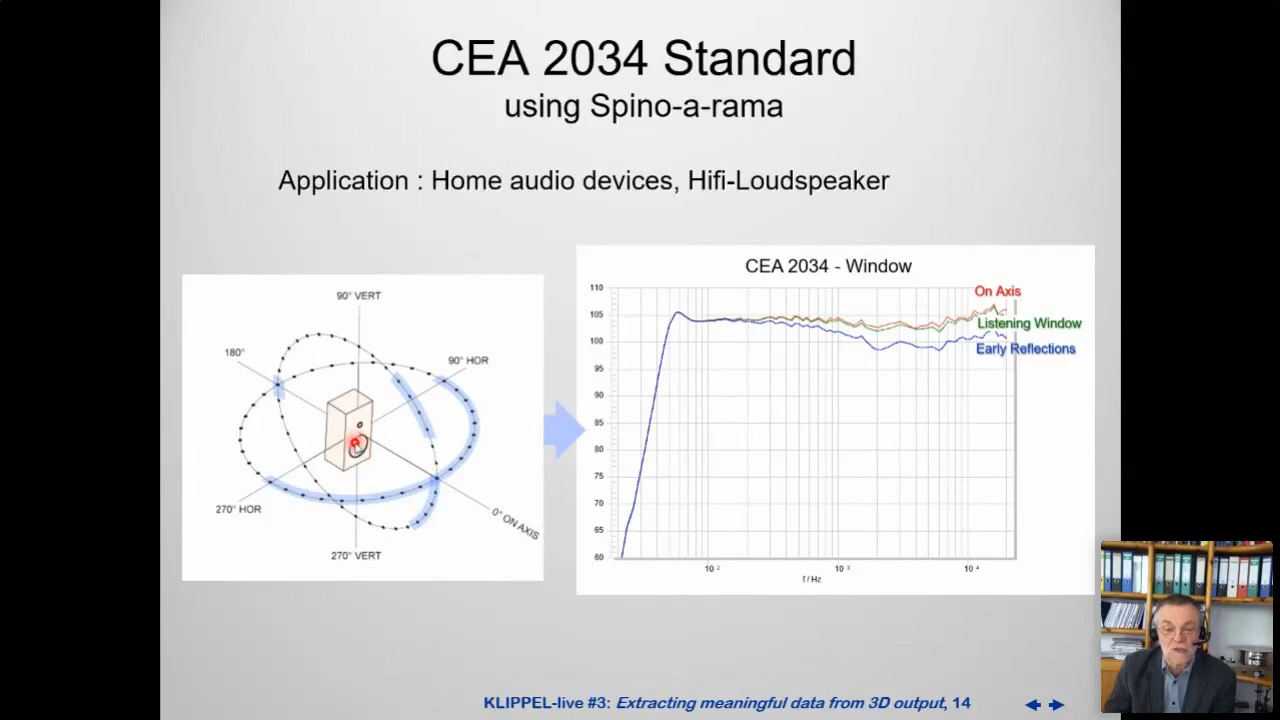 CEA 2034 Standard
using Spino-a-rama
Application : Home audio devices, Hifi-Loudspeaker
90° VERT
180°
90° HOR
270° HOR
0° ON AXIS
270° VERT
CEA 2034 - Window
On Axis
Listening Window
Early Reflections
110
105
100
95
90
85
80
75
70
65
60
10 2
10 3
10 4
f / Hz
KLIPPEL-live #3: Extracting meaningful data from 3D output, 14